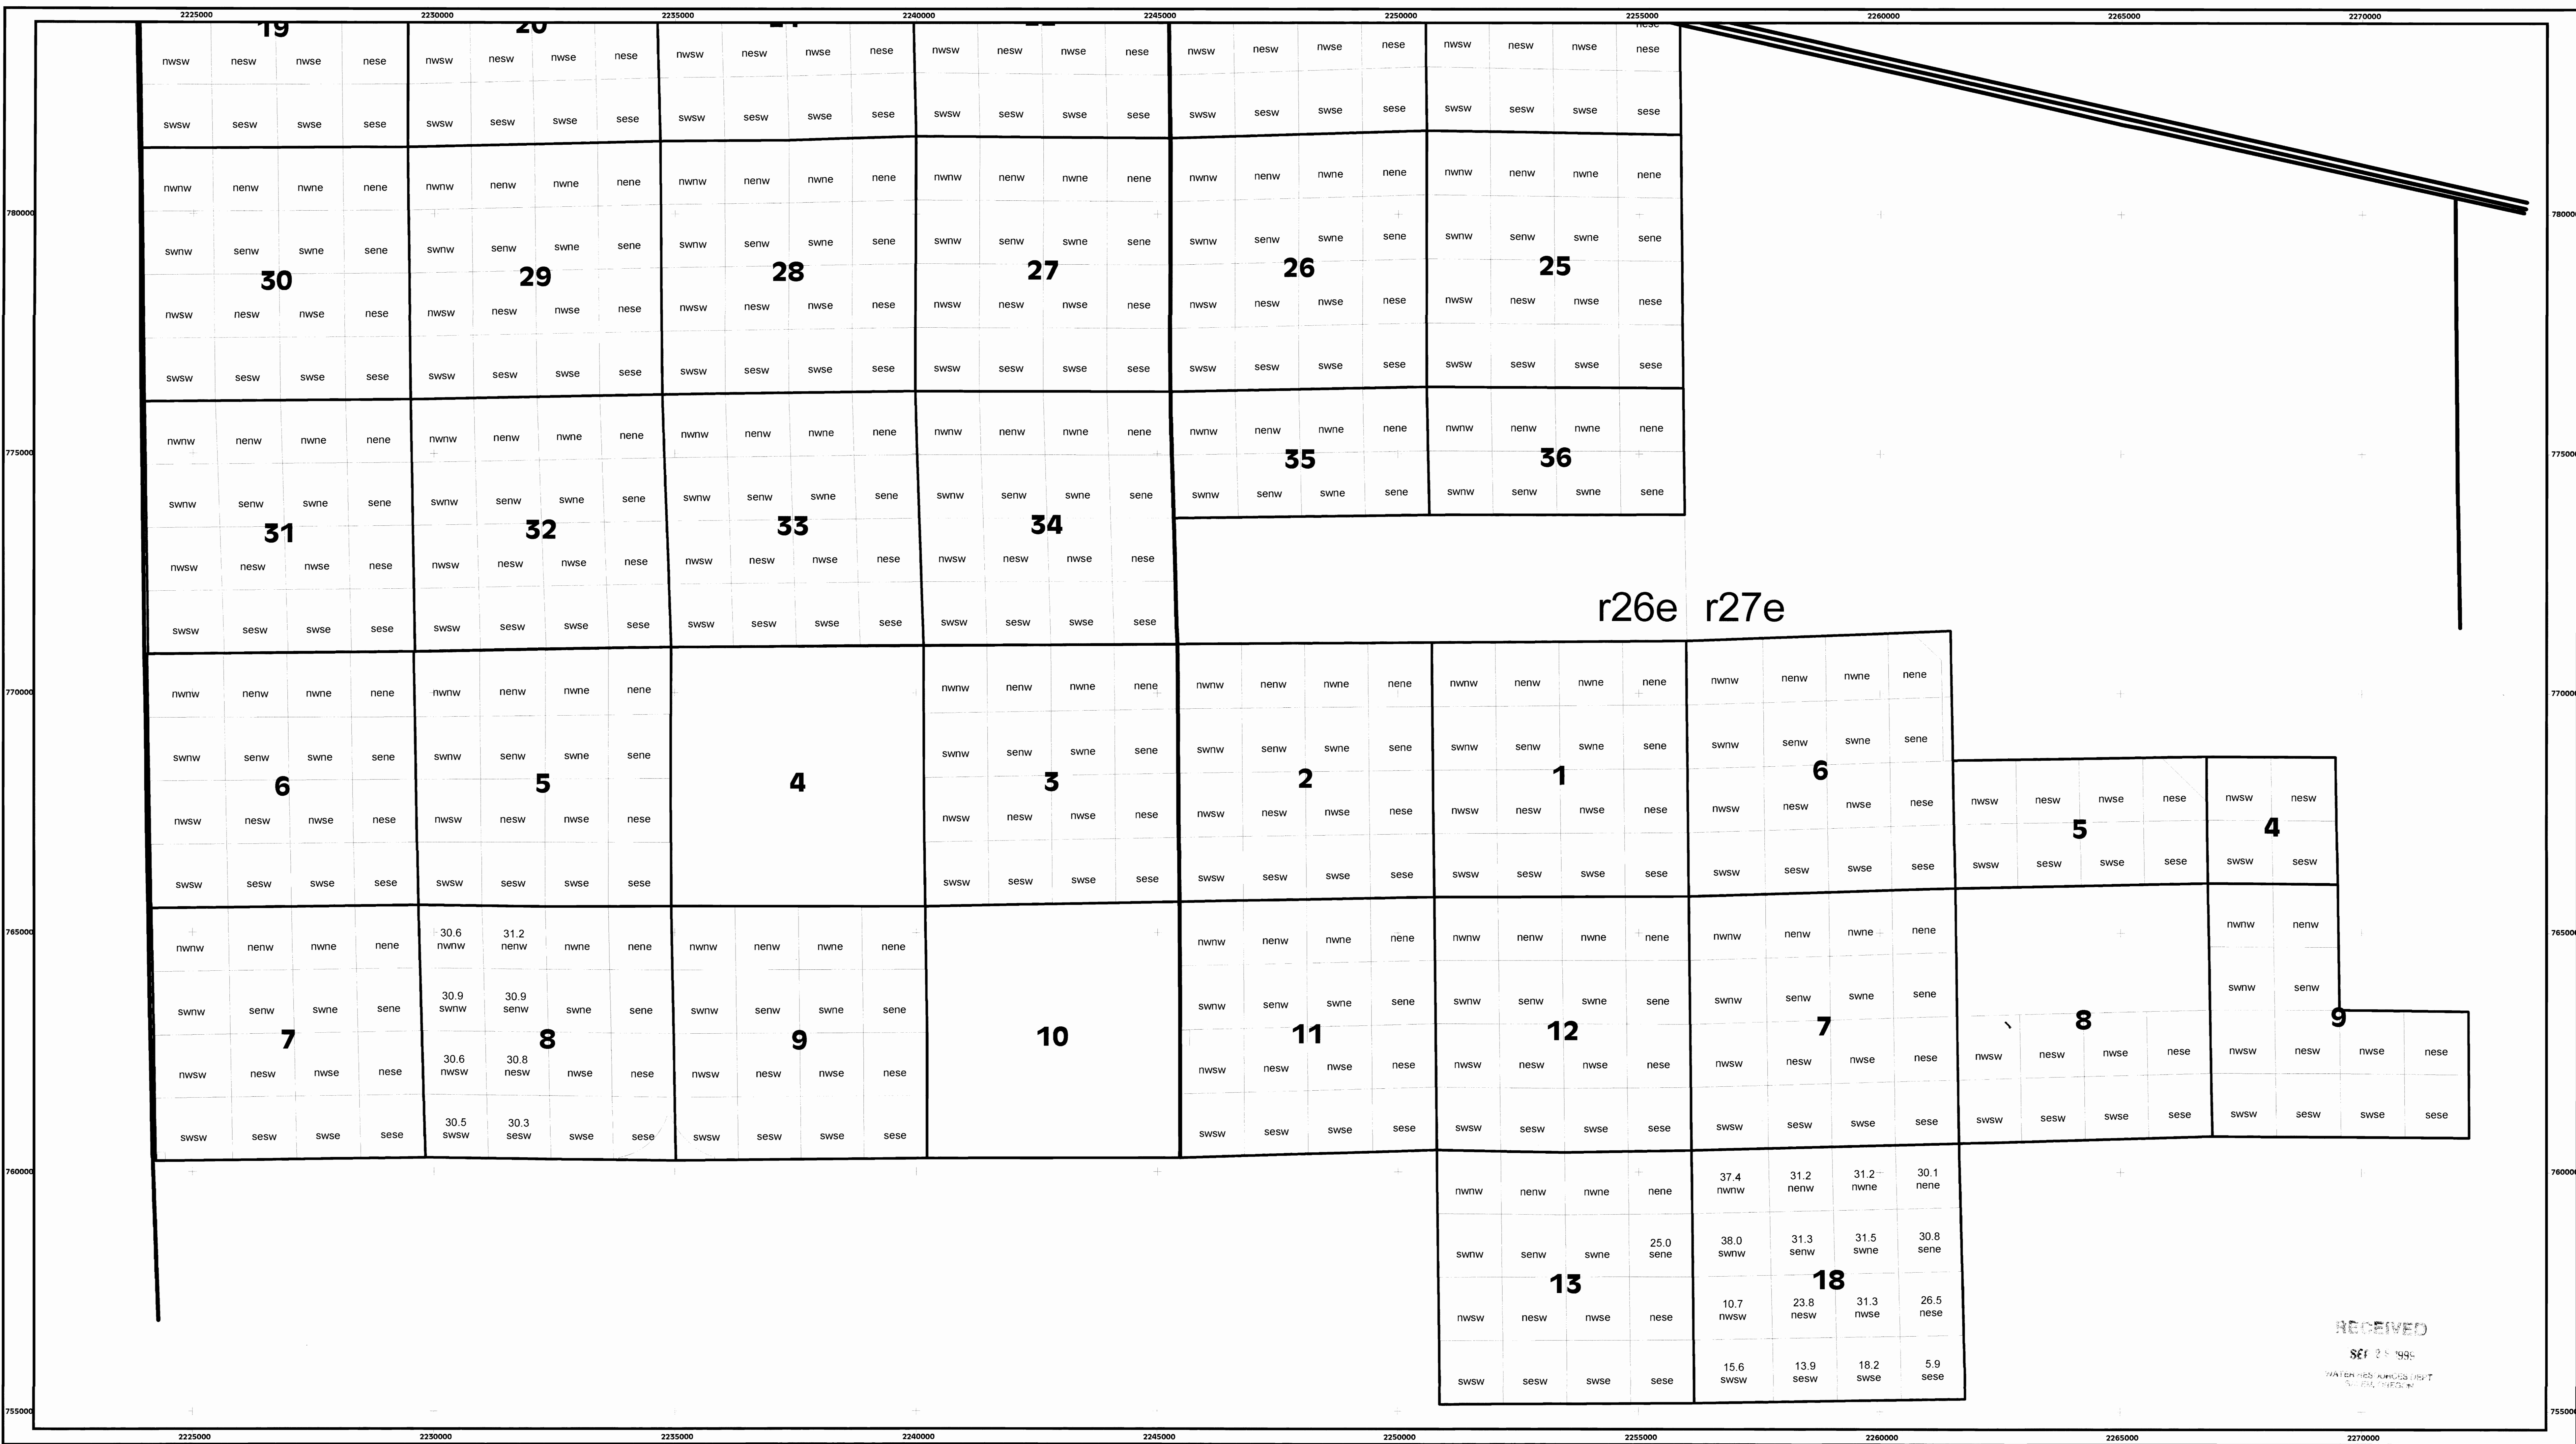 2225000 2230000 2235000 2240000 2245000 2250000 2255000 2260000 2265000 2270000
19 20
nwsw nesw nwse nese nwsw nesw nwse nese nwsw nesw nwse nese nwsw nesw nwse nese nwsw nesw nwse nese nwsw nesw nwse nese
swsw sesw swse sese swsw sesw swse sese swsw sesw swse sese swsw sesw swse sese swsw sesw swse sese swsw sesw swse sese
nwnw nenw nwne nene nwnw nenw nwne nene nwnw nenw nwne nene nwnw nenw nwne nene nwnw nenw nwne nene nwnw nenw nwne nene
780000 780000
swnw senw swne sene swnw senw swne sene swnw senw swne sene swnw senw swne sene swnw senw swne sene swnw senw swne sene
30 29 28 27 26 25
nwsw nesw nwse nese nwsw nesw nwse nese nwsw nesw nwse nese nwsw nesw nwse nese nwsw nesw nwse nese nwsw nesw nwse nese
swsw sesw swse sese swsw sesw swse sese swsw sesw swse sese swsw sesw swse sese swsw sesw swse sese swsw sesw swse sese
nwnw nenw nwne nene nwnw nenw nwne nene nwnw nenw nwne nene nwnw nenw nwne nene nwnw nenw nwne nene nwnw nenw nwne nene
775000 35 36 775000
swnw senw swne sene swnw senw swne sene swnw senw swne sene swnw senw swne sene swnw senw swne sene swnw senw swne sene
31 32 33 34
nwsw nesw nwse nese nwsw nesw nwse nese nwsw nesw nwse nese nwsw nesw nwse nese
r26e r27e
swsw sesw swse sese swsw sesw swse sese swsw sesw swse sese swsw sesw swse sese
nwnw nenw nwne nene nwnw nenw nwne nene nwnw nenw nwne nene nwnw nenw nwne nene nwnw nenw nwne nene nwnw nenw nwne nene
770000 770000
swnw senw swne sene swnw senw swne sene swnw senw swne sene swnw senw swne sene swnw senw swne sene swnw senw swne sene
6 5 4 3 2 1 6
nwsw nesw nwse nese nwsw nesw nwse nese nwsw nesw nwse nese nwsw nesw nwse nese nwsw nesw nwse nese nwsw nesw nwse nese nwsw nesw nwse nese nwsw nesw
5 4
swsw sesw swse sese swsw sesw swse sese swsw sesw swse sese swsw sesw swse sese swsw sesw swse sese swsw sesw swse sese swsw sesw swse sese swsw sesw
765000 30.6 31.2 765000
nwnw nenw nwne nene nwnw nenw nwne nene nwnw nenw nwne nene nwnw nenw nwne nene nwnw nenw nwne nene nwnw nenw nwne nene nwnw nenw
30.9 30.9
swnw senw swne sene swnw senw swne sene swnw senw swne sene swnw senw swne sene swnw senw swne sene swnw senw swne sene swnw senw
7 8 9 10 11 12 7 8 9
30.6 30.8
nwsw nesw nwse nese nwsw nesw nwse nese nwsw nesw nwse nese nwsw nesw nwse nese nwsw nesw nwse nese nwsw nesw nwse nese nwsw nesw nwse nese nwsw nesw nwse nese
30.5 30.3
swsw sesw swse sese swsw sesw swse sese swsw sesw swse sese swsw sesw swse sese swsw sesw swse sese swsw sesw swse sese swsw sesw swse sese swsw sesw swse sese
760000 37.4 31.2 31.2 30.1 760000
nwnw nenw nwne nene nwnw nenw nwne nene
25.0 38.0 31.3 31.5 30.8
swnw senw swne sene swnw senw swne sene
13 18
10.7 23.8 31.3 26.5
nwsw nesw nwse nese nwsw nesw nwse nese
RECEIVED
15.6 13.9 18.2 5.9
swsw sesw swse sese swsw sesw swse sese
WATER RESOURCES DEPT
755000 755000
2225000 2230000 2235000 2240000 2245000 2250000 2255000 2260000 2265000 2270000